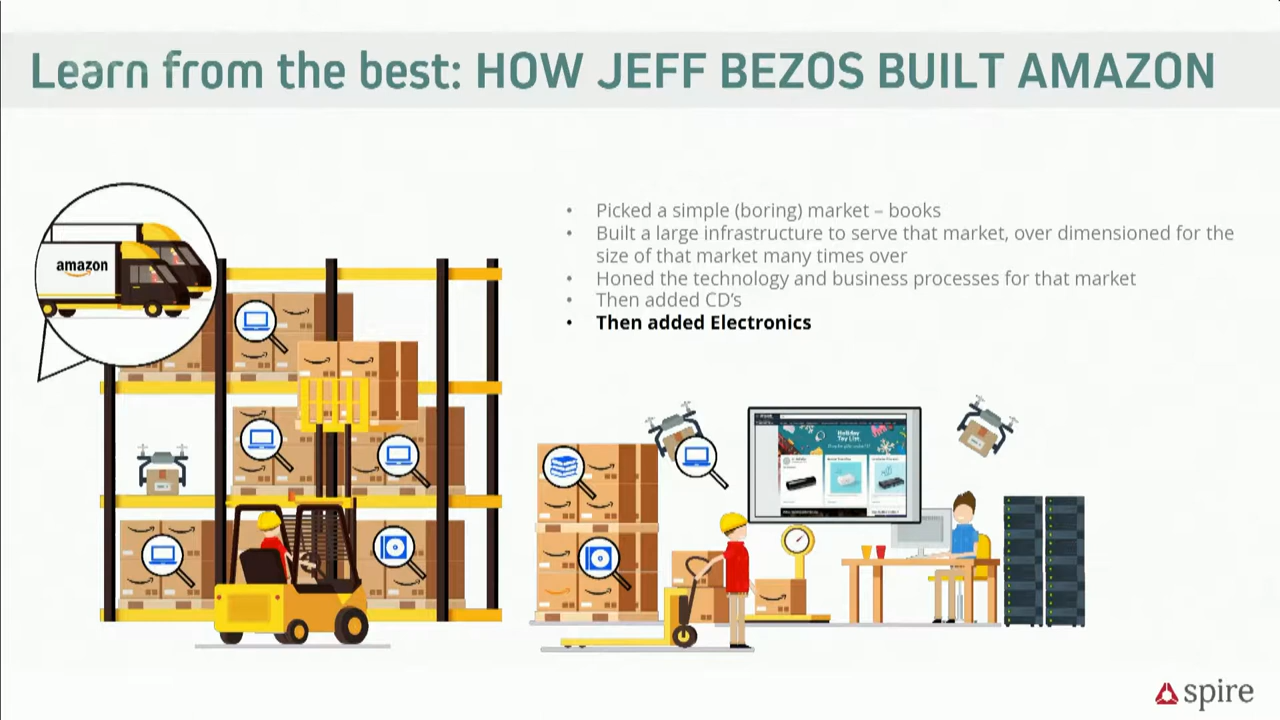 Learn from the best: HOW JEFF BEZOS BUILT AMAZON
• Picked a simple (boring) market – books
• Built a large infrastructure to serve that market, over dimensioned for the
size of that market many times over
• Honed the technology and business processes for that market
• Then added CD's
• Then added Electronics
amazon
Holiday
Toy List
spire